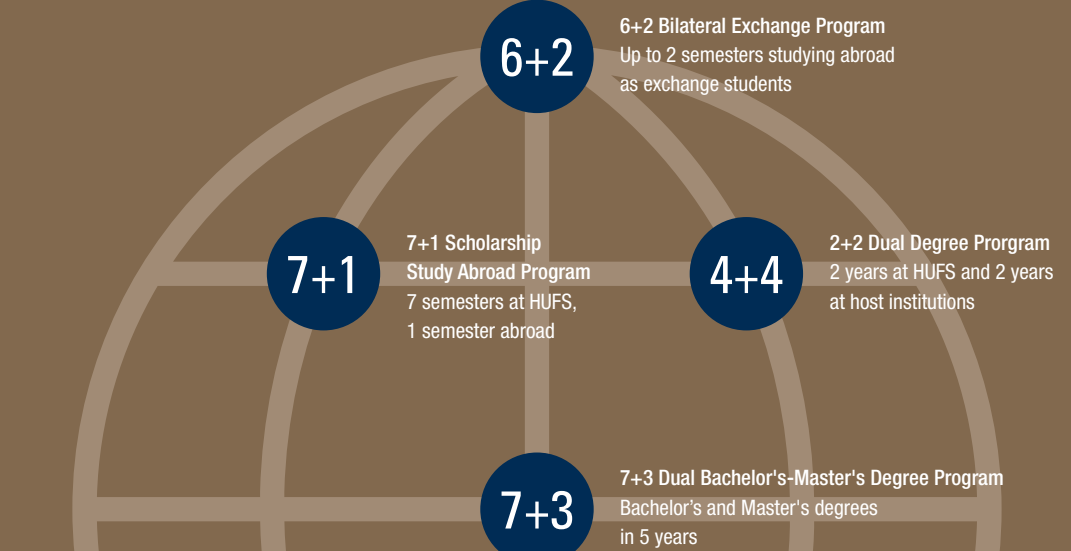 6+2
6+2 Bilateral Exchange Program
Up to 2 semesters studying abroad
as exchange students
7+1
7+1 Scholarship
Study Abroad Program
7 semesters at HUFS,
1 semester abroad
4+4
2+2 Dual Degree Prorgram
2 years at HUFS and 2 years
at host institutions
7+3
7+3 Dual Bachelor's-Master's Degree Program
Bachelor’s and Master's degrees
in 5 years